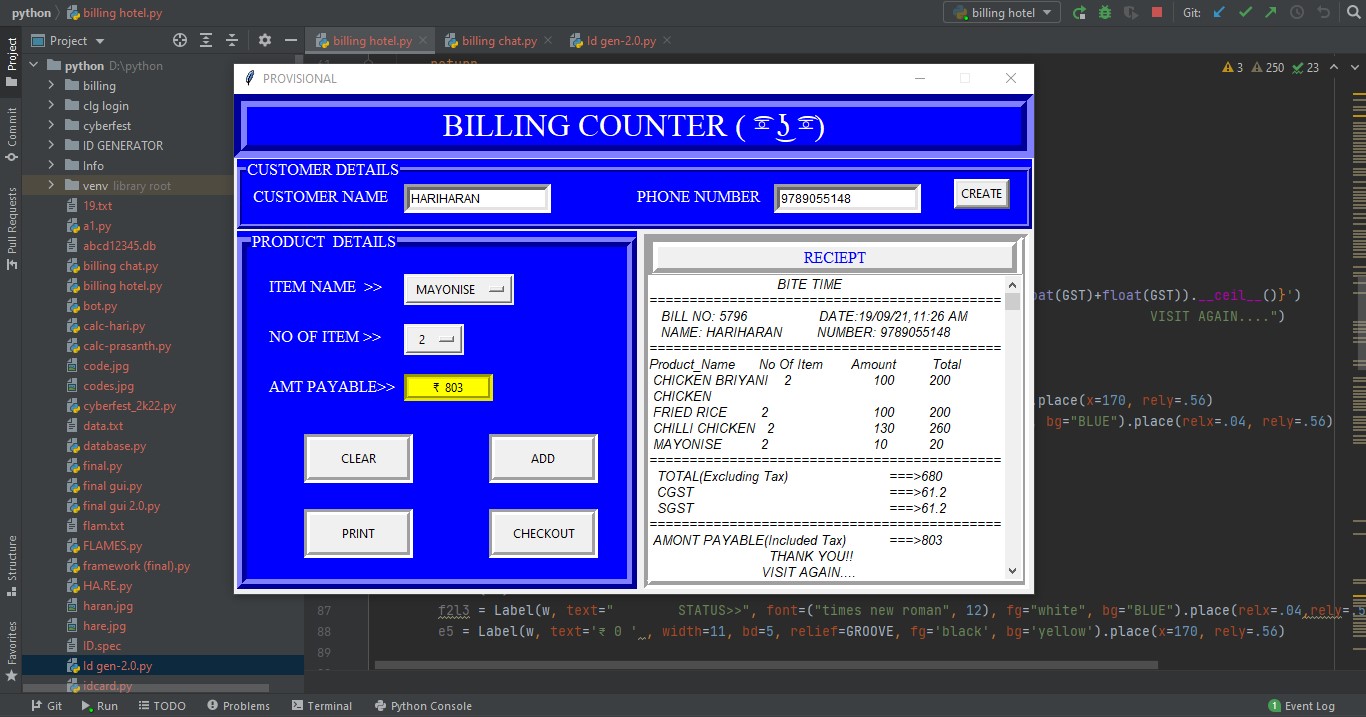 python billing hotel.py billing hotel Git:
Project billing hotel.py billing chat.py Id gen-2.0.py
Project
Commit
Pull Requests
Structure
Favorites
python D:\python
billing
clg login
cyberfest
ID GENERATOR
Info
venv library root
19.txt
a1.py
abcd12345.db
billing chat.py
billing hotel.py
bot.py
calc-hari.py
calc-prasanth.py
code.jpg
codes.jpg
cyberfest_2k22.py
data.txt
database.py
final.py
final gui.py
final gui 2.0.py
flam.txt
FLAMES.py
framework (final).py
HA.RE.py
haran.jpg
hare.jpg
ID.spec
Id gen-2.0.py
idcard.py
return
3 250 23
PROVISIONAL
BILLING COUNTER ( ͡ຈ ͜ʖ ͡ຈ)
CUSTOMER DETAILS
CUSTOMER NAME HARIHARAN PHONE NUMBER 9789055148 CREATE
PRODUCT DETAILS
ITEM NAME >> MAYONISE
NO OF ITEM >> 2
AMT PAYABLE>> ₹ 803
CLEAR ADD
PRINT CHECKOUT
RECIEPT
BITE TIME
=======================================
BILL NO: 5796 DATE:19/09/21,11:26 AM
NAME: HARIHARAN NUMBER: 9789055148
=======================================
Product_Name No Of Item Amount Total
CHICKEN BRIYANI 2 100 200
CHICKEN
FRIED RICE 2 100 200
CHILLI CHICKEN 2 130 260
MAYONISE 2 10 20
=======================================
TOTAL(Excluding Tax) ===>680
CGST ===>61.2
SGST ===>61.2
=======================================
AMONT PAYABLE(Included Tax) ===>803
THANK YOU!!
VISIT AGAIN....
oat(GST)+float(GST)).__ceil__()}')
VISIT AGAIN....")
.place(x=170, rely=.56)
, bg="BLUE").place(relx=.04, rely=.56)
87 f2l3 = Label(w, text=" STATUS>>", font=("times new roman", 12), fg="white", bg="BLUE").place(relx=.04,rely=.5
88 e5 = Label(w, text='₹ 0 ', width=11, bd=5, relief=GROOVE, fg='black', bg='yellow').place(x=170, rely=.56)
89
Git Run TODO Problems Terminal Python Console 1 Event Log